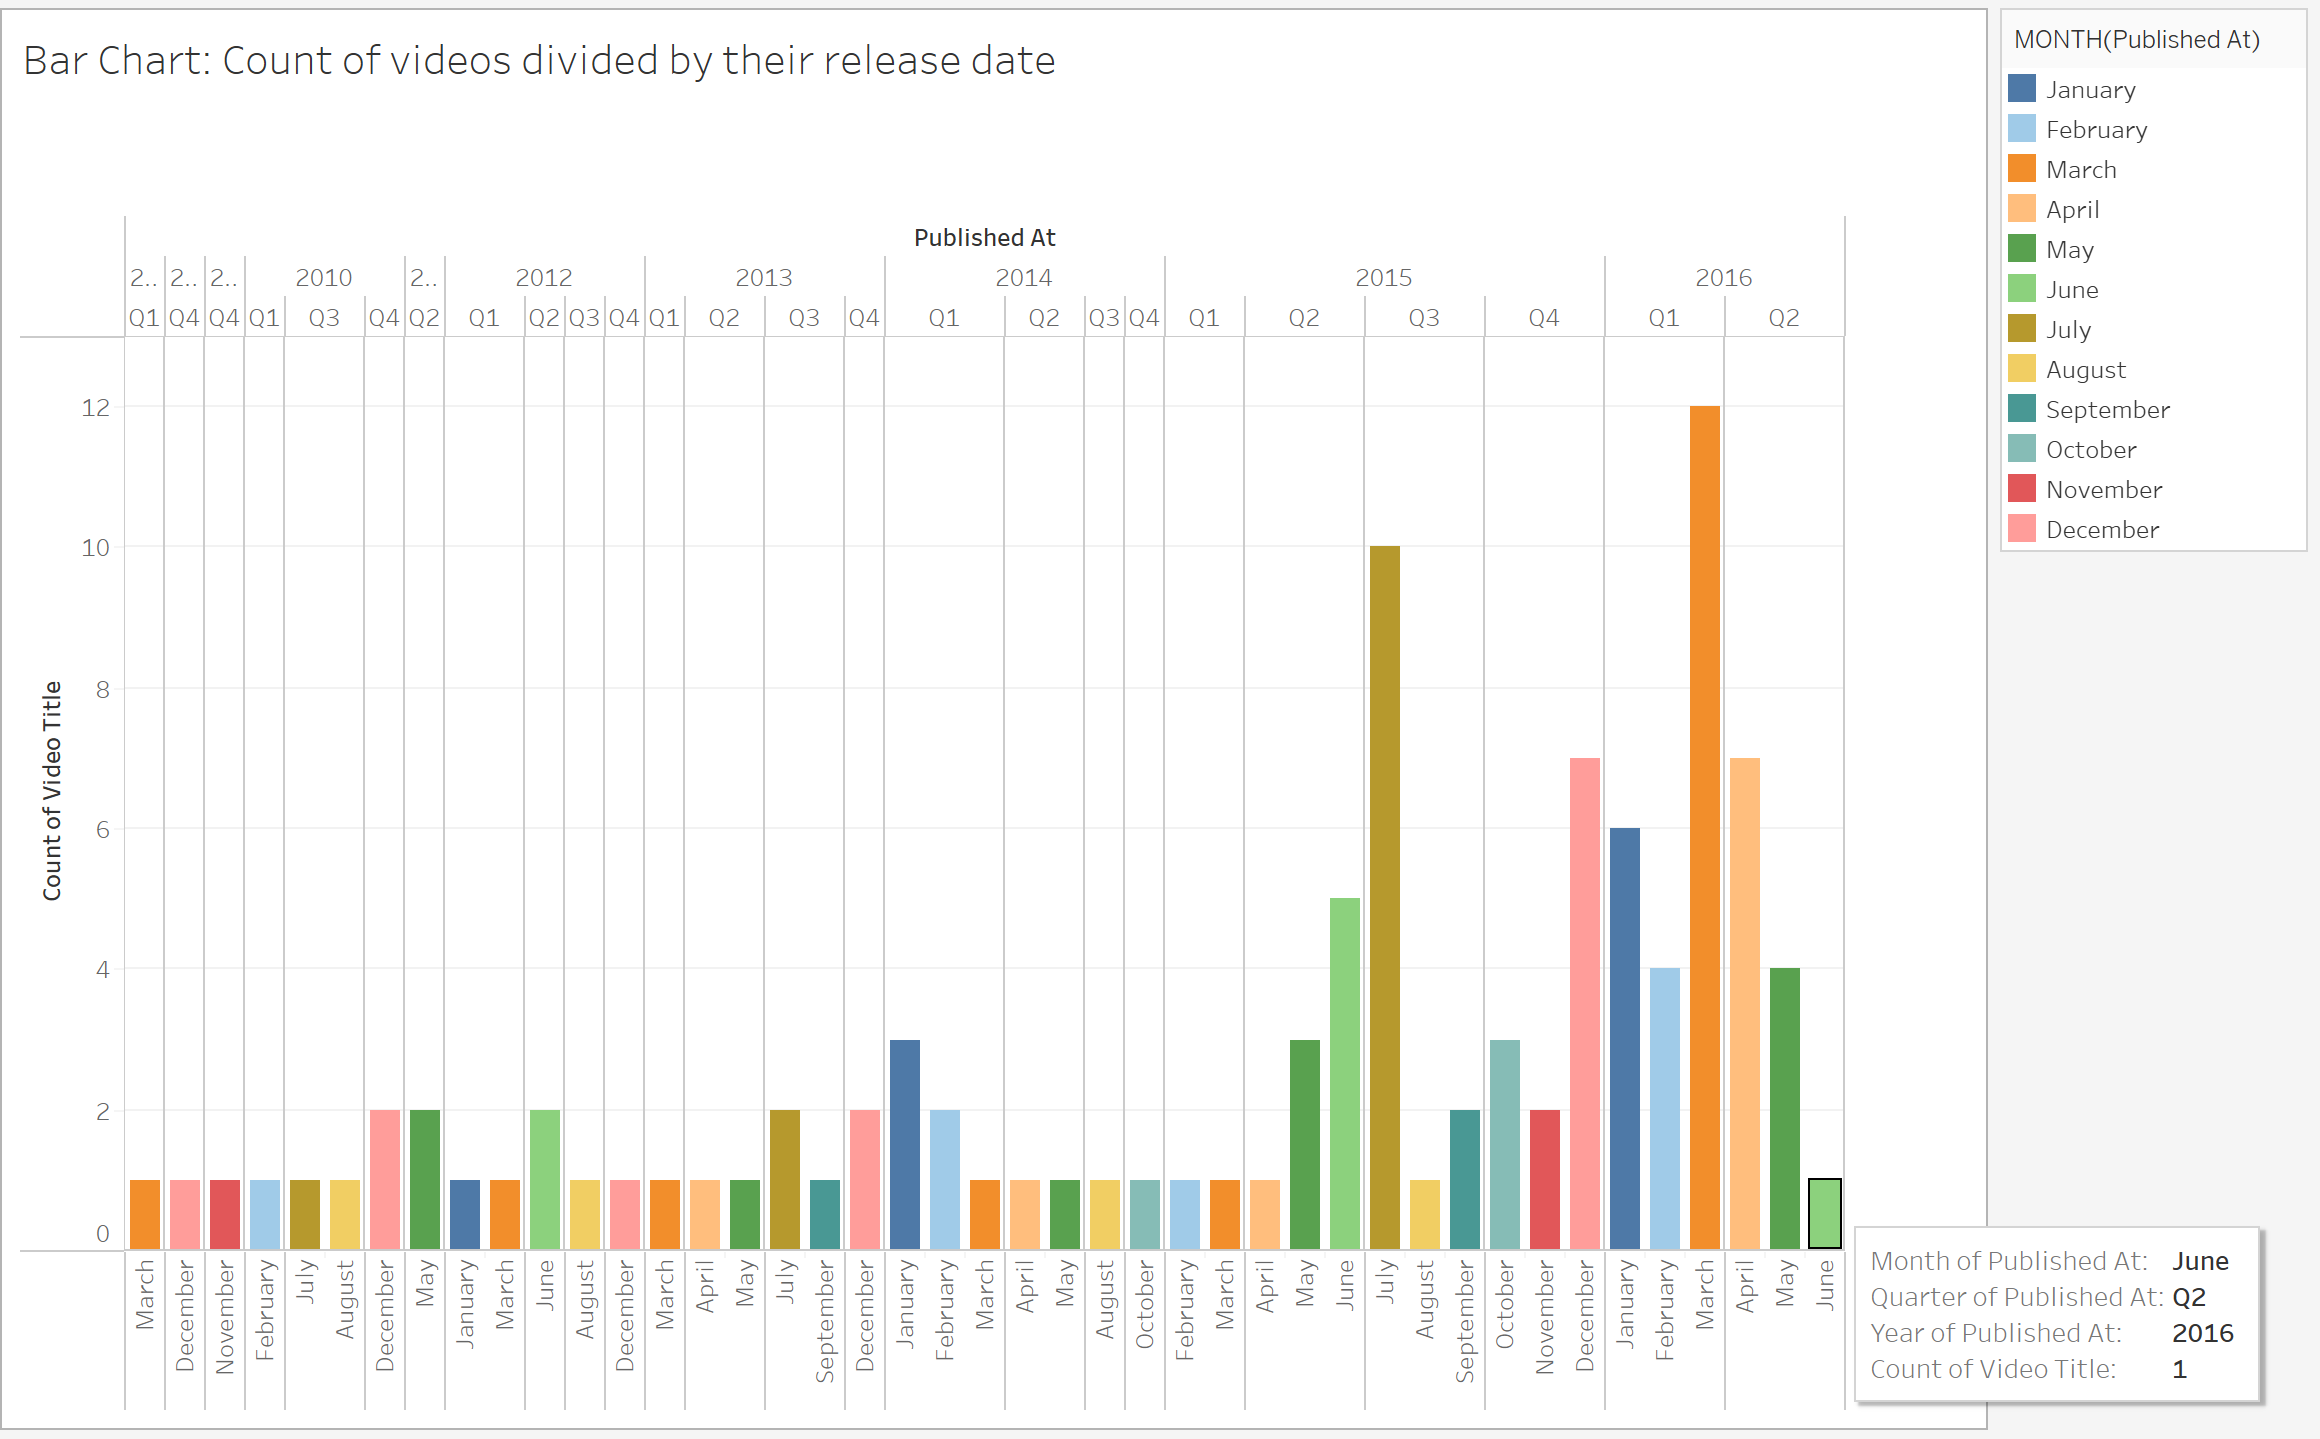 Bar Chart: Count of videos divided by their release date
Published At
2.. 2.. 2.. 2010 2.. 2012 2013 2014 2015 2016
Q1 Q4 Q4 Q1 Q3 Q4 Q2 Q1 Q2 Q3 Q4 Q1 Q2 Q3 Q4 Q1 Q2 Q3 Q4 Q1 Q2 Q3 Q4 Q1 Q2
Count of Video Title
12
10
8
6
4
2
0
March December November February July August December May January March June August December March April May July September December January February March April May August October February March April May June July August September October November December January February March April May June
MONTH(Published At)
January
February
March
April
May
June
July
August
September
October
November
December
Month of Published At: June
Quarter of Published At: Q2
Year of Published At: 2016
Count of Video Title: 1